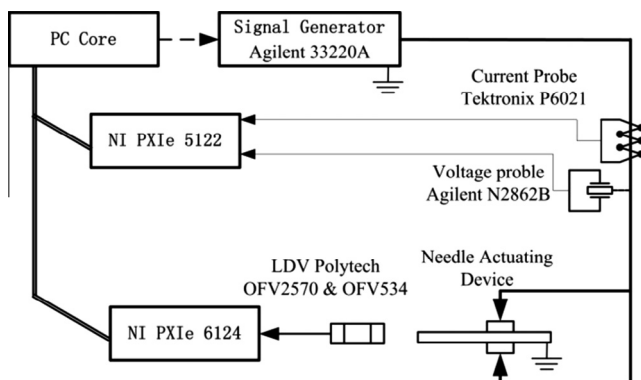 PC Core
Signal Generator
Agilent 33220A
Current Probe
Tektronix P6021
NI PXIe 5122
Voltage proble
Agilent N2862B
LDV Polytech
OFV2570 & OFV534
Needle Actuating
Device
NI PXIe 6124